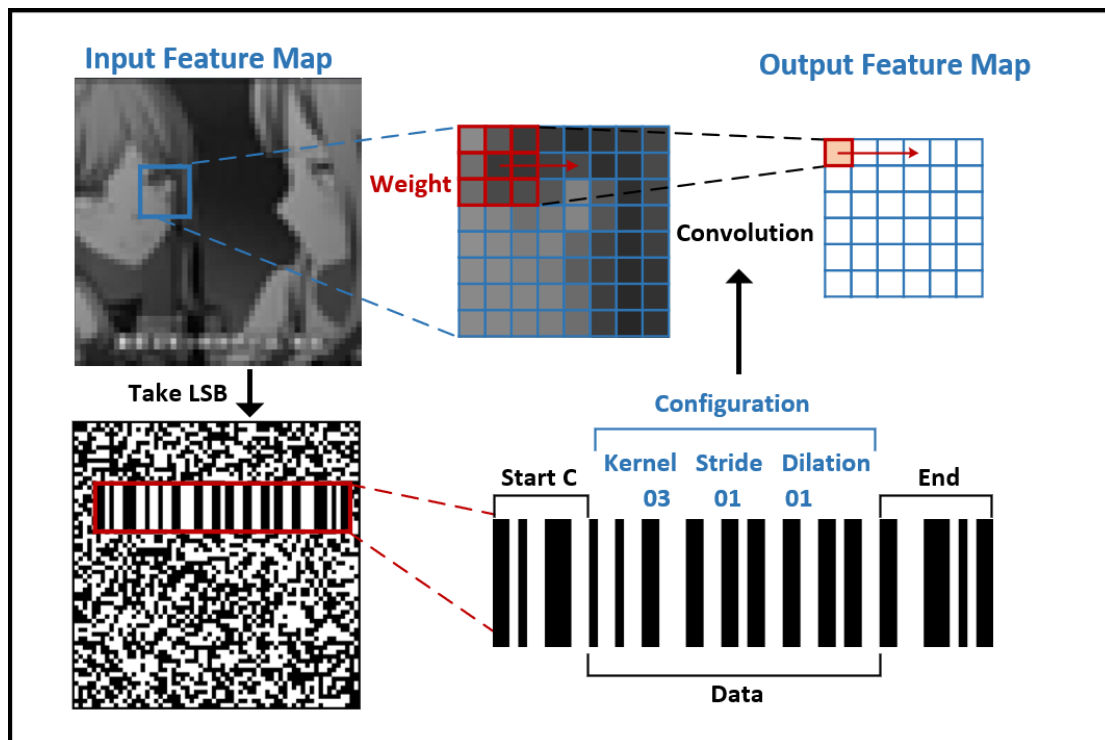 Input Feature Map
Output Feature Map
Weight
Convolution
Take LSB
Configuration
Start C
Kernel Stride Dilation
03 01 01
End
Data